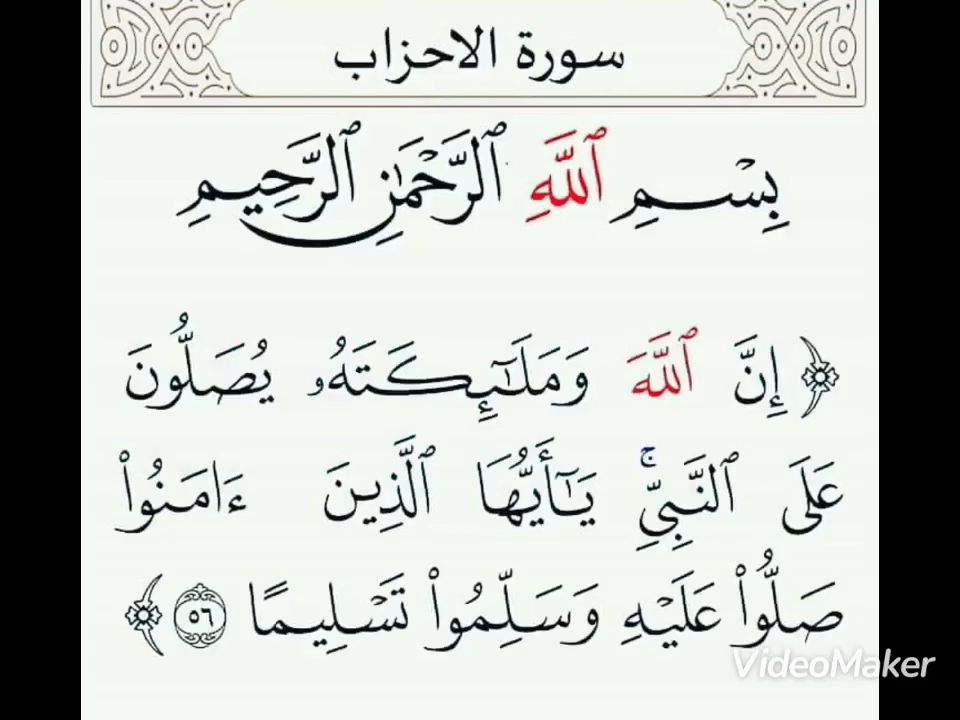 سورة الاحزاب
بِسْمِ ٱللَّهِ ٱلرَّحْمَٰنِ ٱلرَّحِيمِ
﴿ إِنَّ ٱللَّهَ وَمَلَـٰٓئِكَتَهُۥ يُصَلُّونَ
عَلَى ٱلنَّبِىِّ ۚ يَـٰٓأَيُّهَا ٱلَّذِينَ ءَامَنُوا۟
صَلُّوا۟ عَلَيْهِ وَسَلِّمُوا۟ تَسْلِيمًا ٥٦ ﴾
VideoMaker